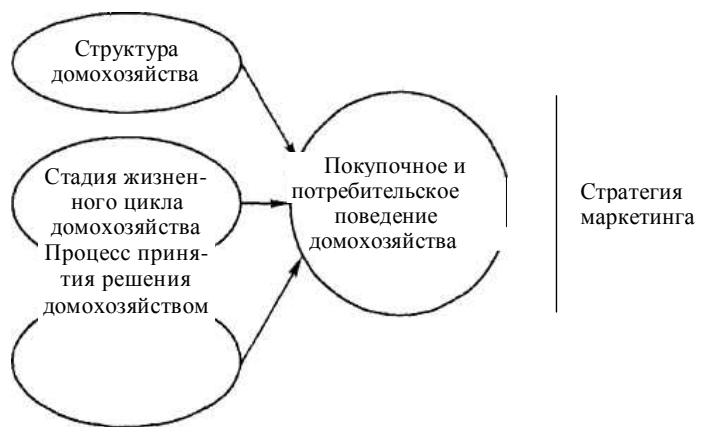 Структура
домохозяйства
Стадия жизнен-
ного цикла
домохозяйства
Процесс приня-
тия решения
домохозяйством
Покупочное и
потребительское
поведение
домохозяйства
Стратегия
маркетинга